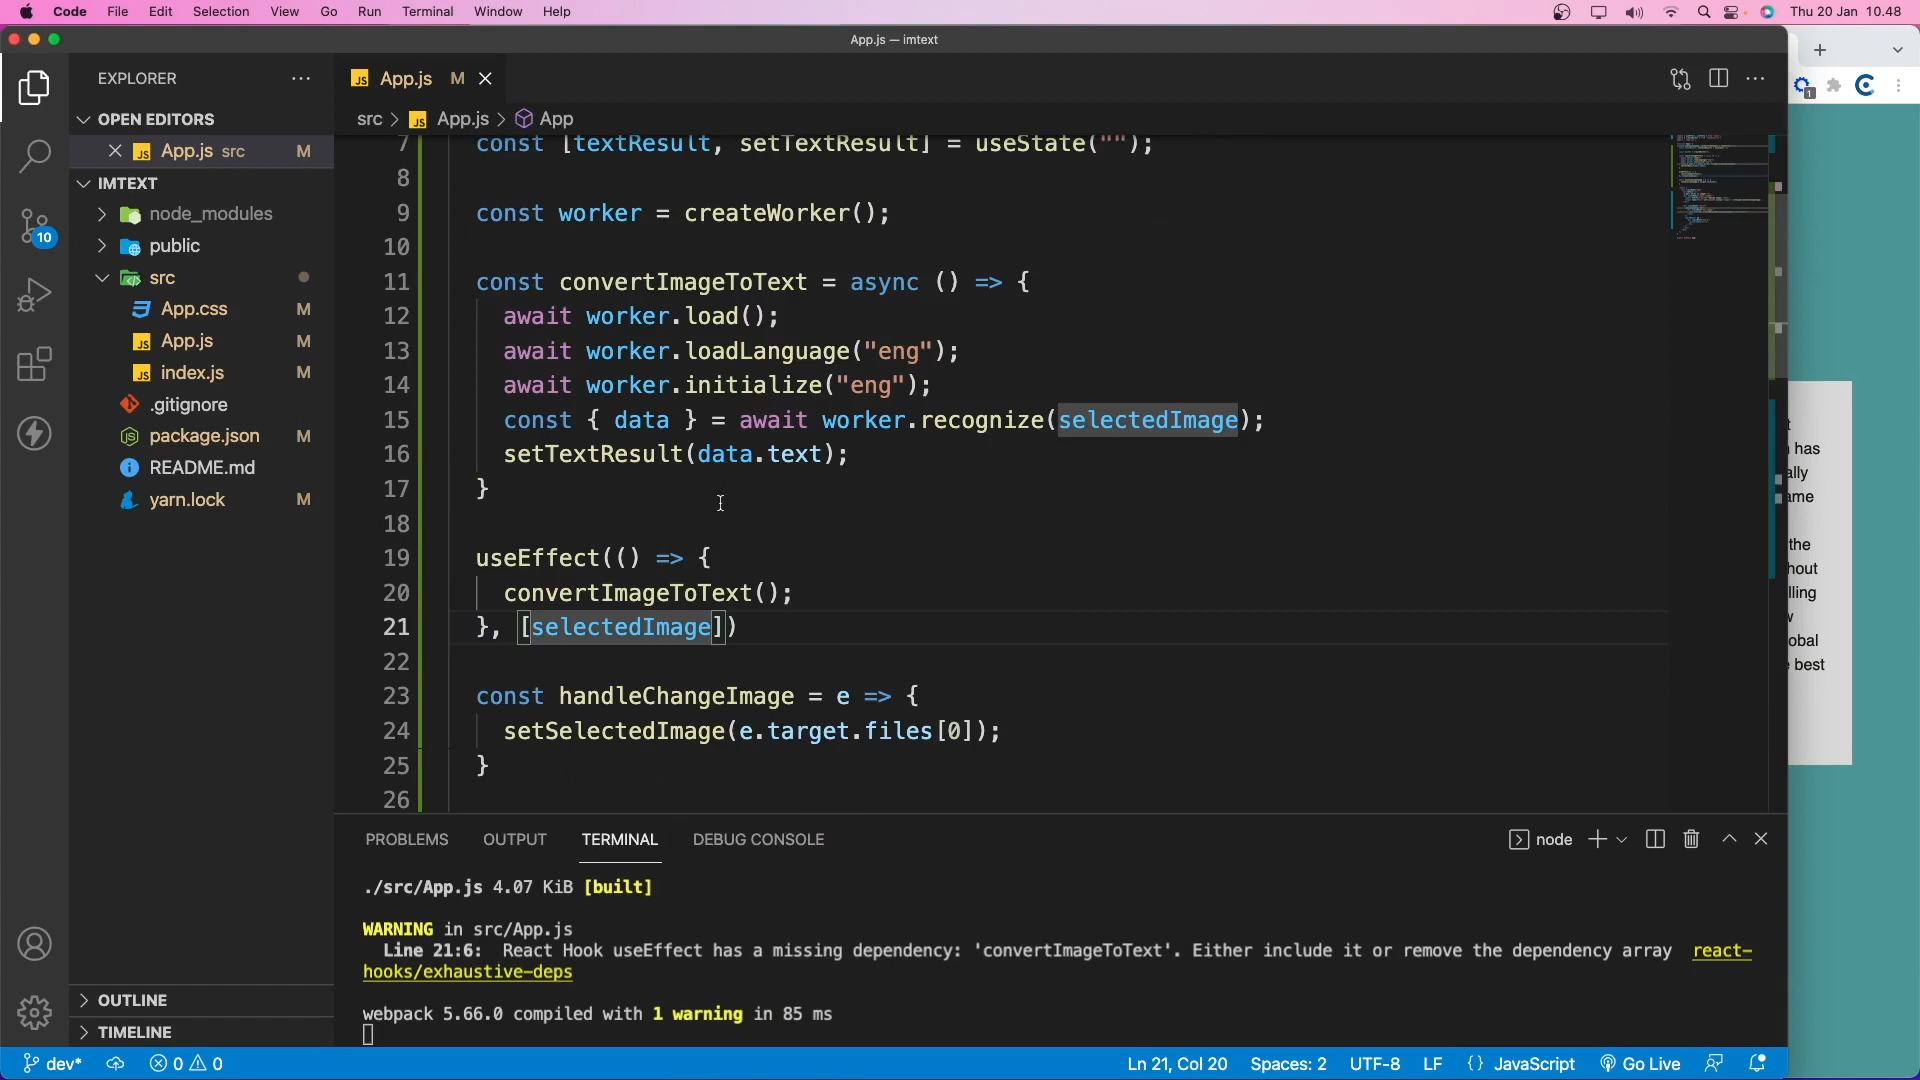 Code File Edit Selection View Go Run Terminal Window Help Thu 20 Jan 10.48
App.js — imtext
EXPLORER
OPEN EDITORS
App.js src M
IMTEXT
node_modules
public
src
App.css M
App.js M
index.js M
.gitignore
package.json M
README.md
yarn.lock M
OUTLINE
TIMELINE
10
JS App.js M
src > JS App.js > App
7 const [textResult, setTextResult] = useState("");
8
9 const worker = createWorker();
10
11 const convertImageToText = async () => {
12 await worker.load();
13 await worker.loadLanguage("eng");
14 await worker.initialize("eng");
15 const { data } = await worker.recognize(selectedImage);
16 setTextResult(data.text);
17 }
18
19 useEffect(() => {
20 convertImageToText();
21 }, [selectedImage])
22
23 const handleChangeImage = e => {
24 setSelectedImage(e.target.files[0]);
25 }
26
PROBLEMS OUTPUT TERMINAL DEBUG CONSOLE node
./src/App.js 4.07 KiB [built]
WARNING in src/App.js
Line 21:6: React Hook useEffect has a missing dependency: 'convertImageToText'. Either include it or remove the dependency array react-
hooks/exhaustive-deps
webpack 5.66.0 compiled with 1 warning in 85 ms
dev* 0 0 Ln 21, Col 20 Spaces: 2 UTF-8 LF {} JavaScript Go Live
1
has
the
best